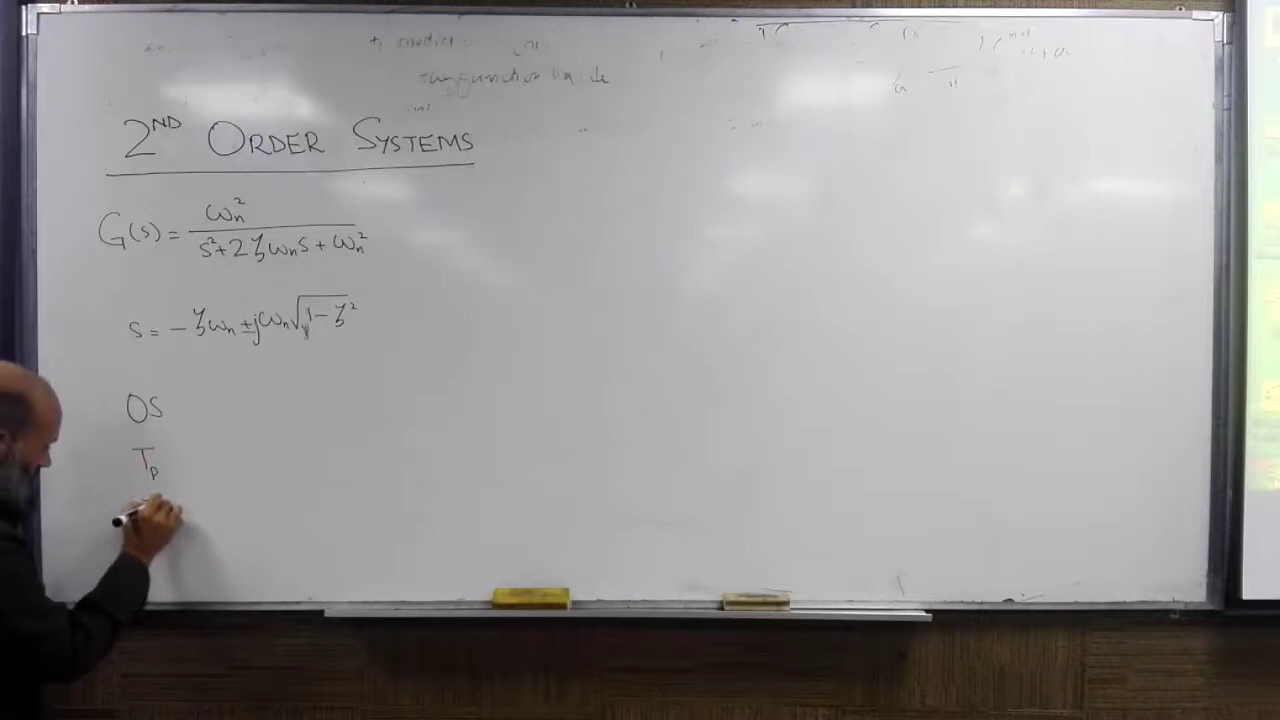 2ND ORDER SYSTEMS
G(s) = ωn² / (s² + 2ζωns + ωn²)
s = -ζωn ± jωn√(1 - ζ²)
OS
Tp